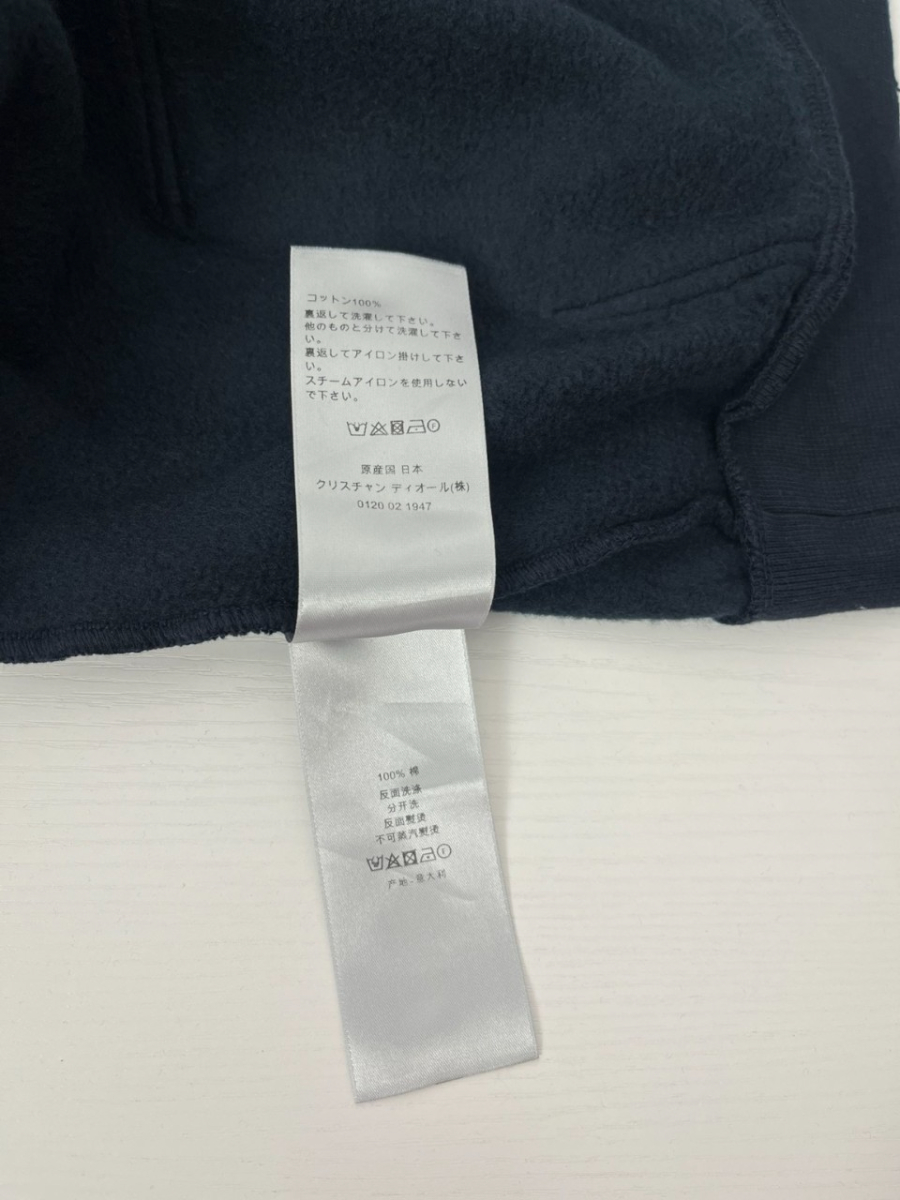 コットン100%
裏返して洗濯して下さい。
他のものと分けて洗濯して下さ
い。
裏返してアイロン掛けして下さ
い。
スチームアイロンを使用しない
で下さい。
原産国 日本
クリスチャン ディオール(株)
0120 02 1947
100% 棉
反面洗涤
分开洗
反面熨烫
不可蒸汽熨烫
产地-意大利